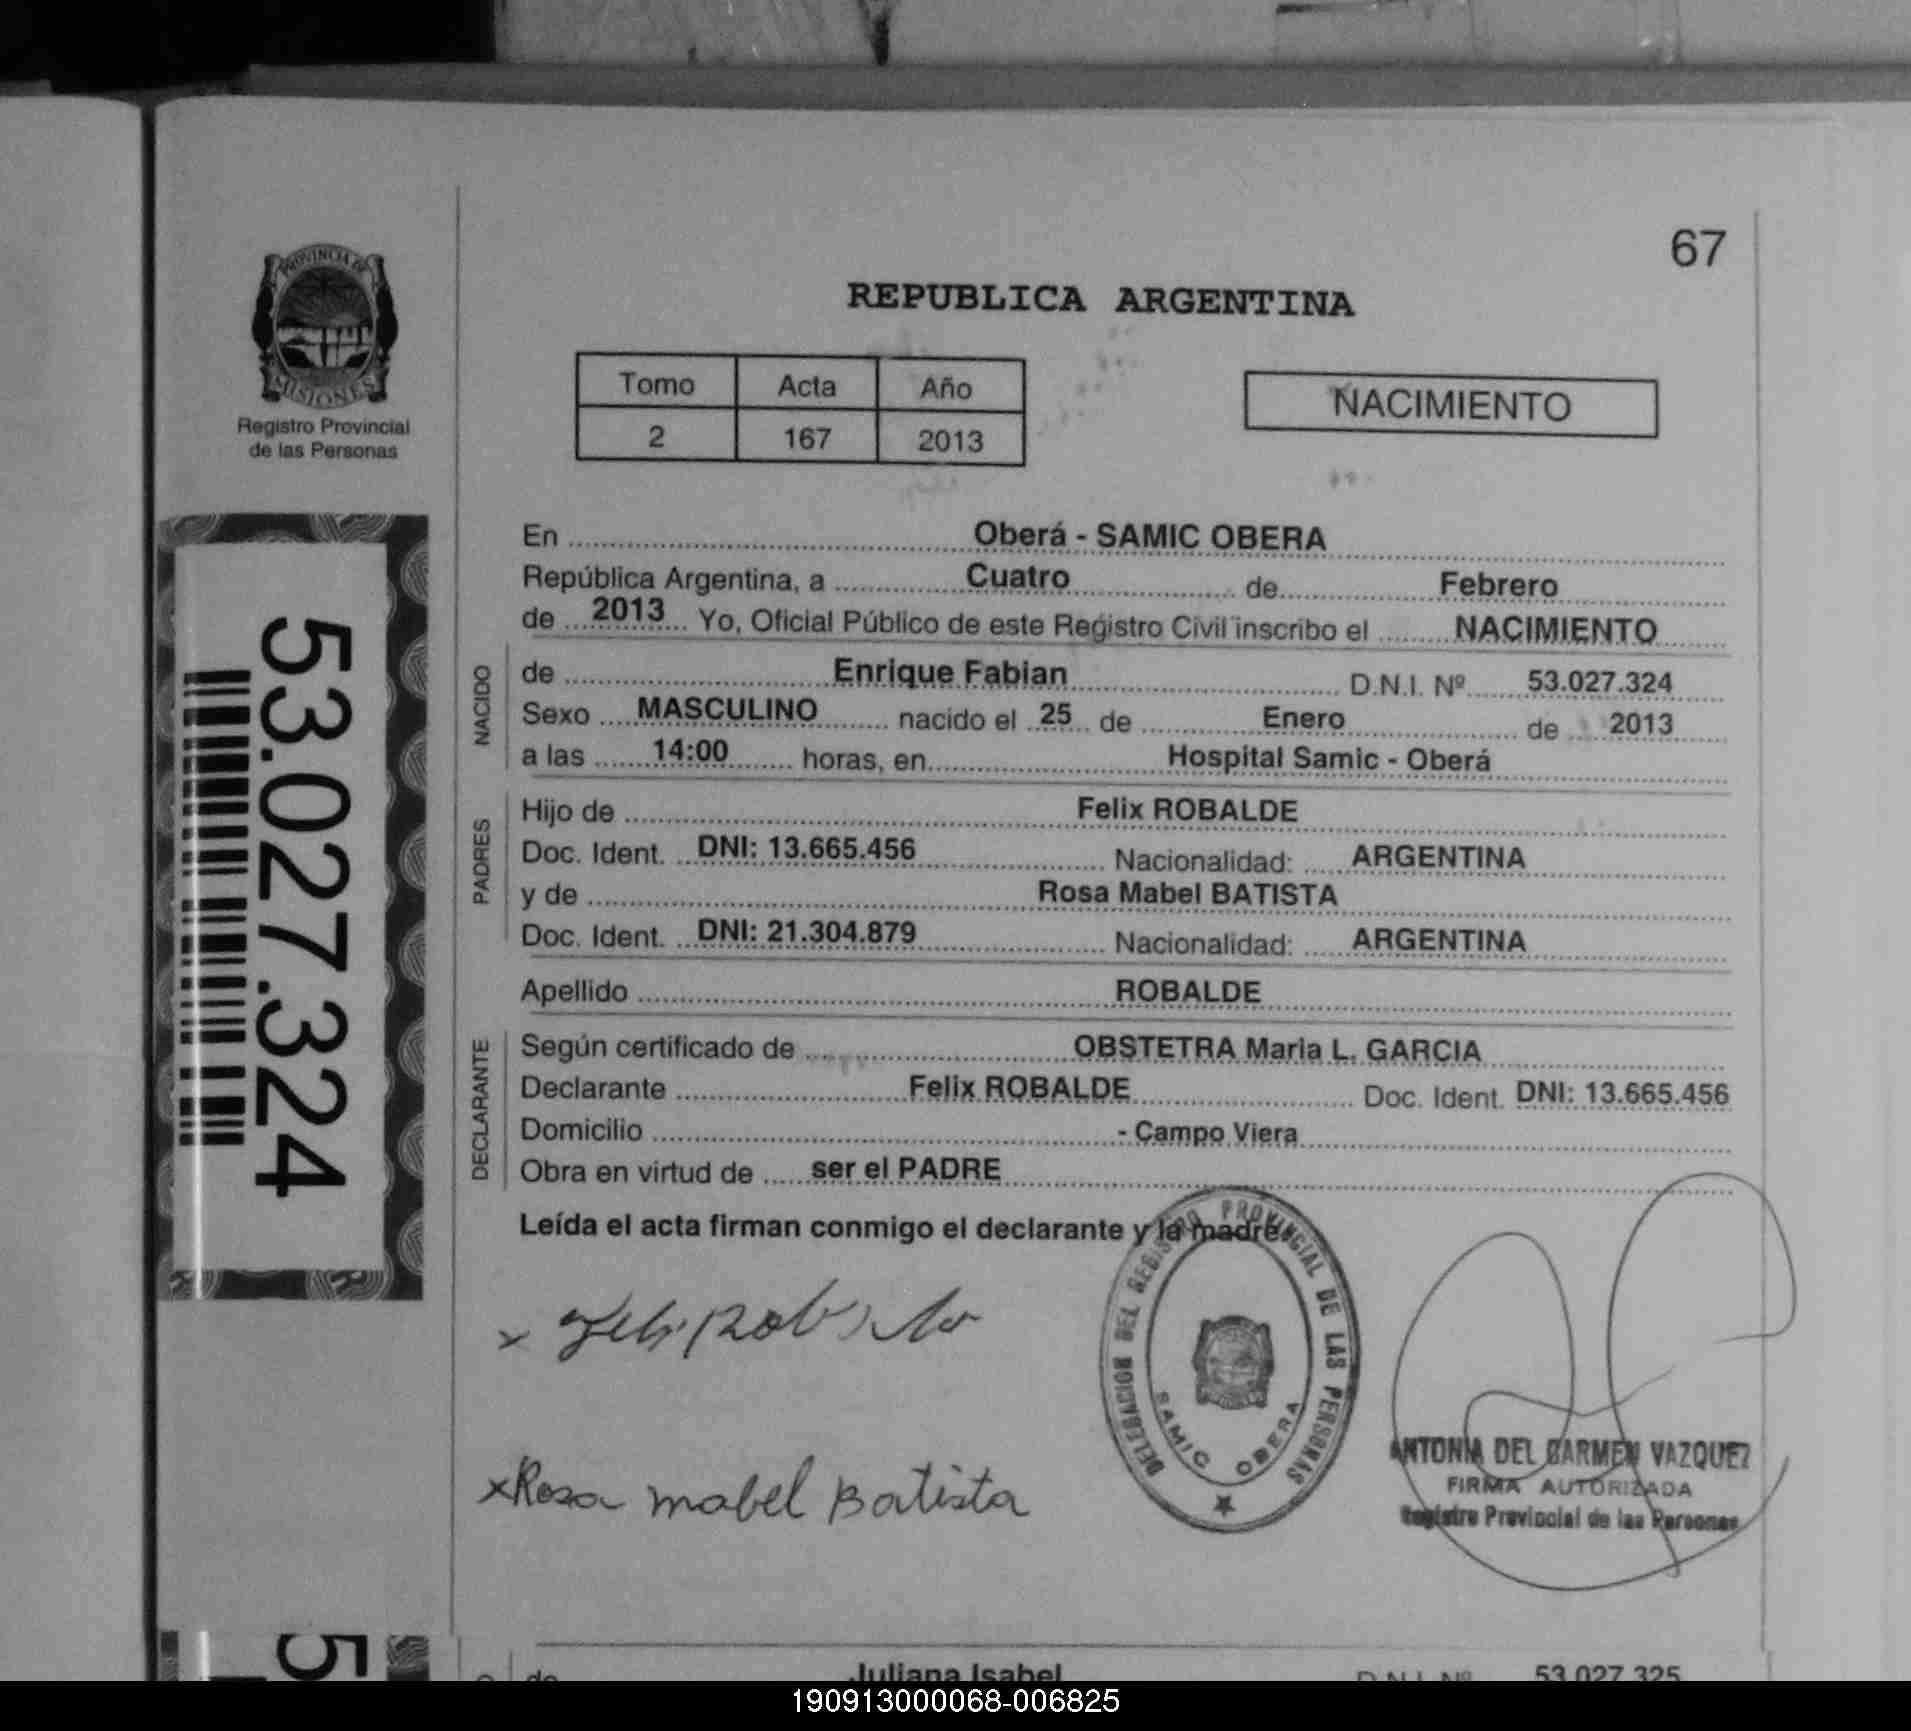 67
PROVINCIA DE
MISIONES
Registro Provincial
de las Personas
REPUBLICA ARGENTINA
Tomo Acta Año
2 167 2013
NACIMIENTO
53.027.324
En Oberá - SAMIC OBERA
República Argentina, a Cuatro de Febrero
de 2013 Yo, Oficial Público de este Registro Civil inscribo el NACIMIENTO
NACIDO
de Enrique Fabian D.N.I. Nº 53.027.324
Sexo MASCULINO nacido el 25 de Enero de 2013
a las 14:00 horas, en Hospital Samic - Oberá
PADRES
Hijo de Felix ROBALDE
Doc. Ident. DNI: 13.665.456 Nacionalidad: ARGENTINA
y de Rosa Mabel BATISTA
Doc. Ident. DNI: 21.304.879 Nacionalidad: ARGENTINA
Apellido ROBALDE
DECLARANTE
Según certificado de OBSTETRA Maria L. GARCIA
Declarante Felix ROBALDE Doc. Ident. DNI: 13.665.456
Domicilio - Campo Viera
Obra en virtud de ser el PADRE
Leída el acta firman conmigo el declarante y la madre.
DELEGACION DEL REGISTRO PROVINCIAL DE LAS PERSONAS
SAMIC OBERA
x
xRosa mabel Batista
ANTONIA DEL CARMEN VAZQUEZ
FIRMA AUTORIZADA
Registro Provincial de las Personas
5
de Juliana Isabel D.N.I. Nº 53.027.325
190913000068-006825